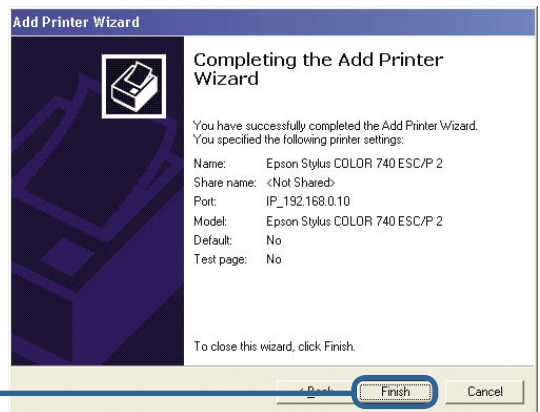 Add Printer Wizard
Completing the Add Printer
Wizard
You have successfully completed the Add Printer Wizard.
You specified the following printer settings:
Name: Epson Stylus COLOR 740 ESC/P 2
Share name: <Not Shared>
Port: IP_192.168.0.10
Model: Epson Stylus COLOR 740 ESC/P 2
Default: No
Test page: No
To close this wizard, click Finish.
Finish Cancel